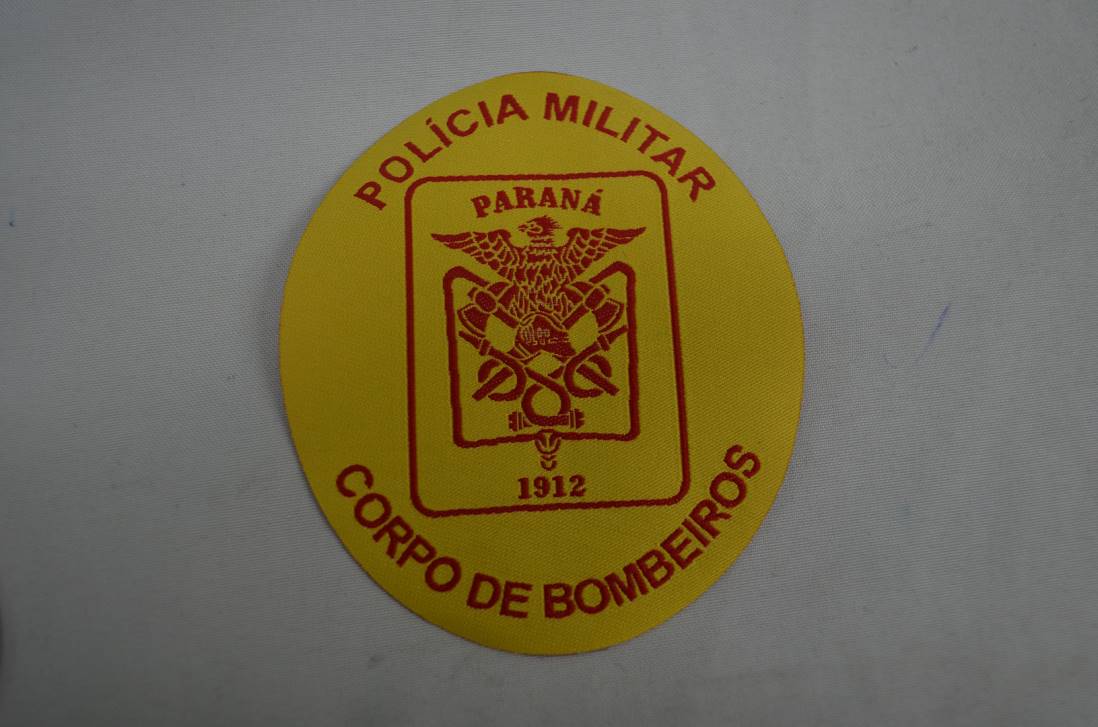 POLÍCIA MILITAR
PARANÁ
1912
CORPO DE BOMBEIROS